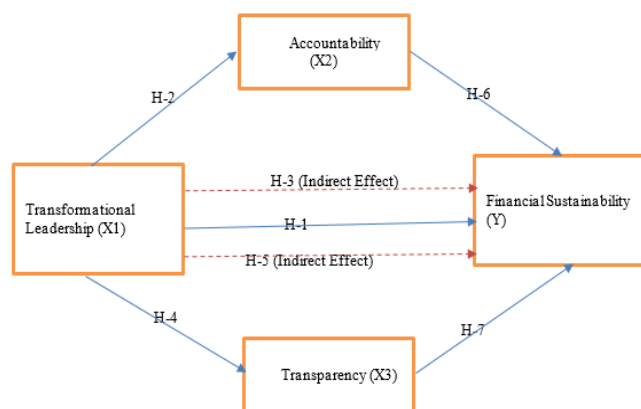 Accountability
(X2)
H-2
H-6
H-3 (Indirect Effect)
Transformational
Leadership (X1)
Financial Sustainability
(Y)
H-1
H-5 (Indirect Effect)
H-4
H-7
Transparency (X3)